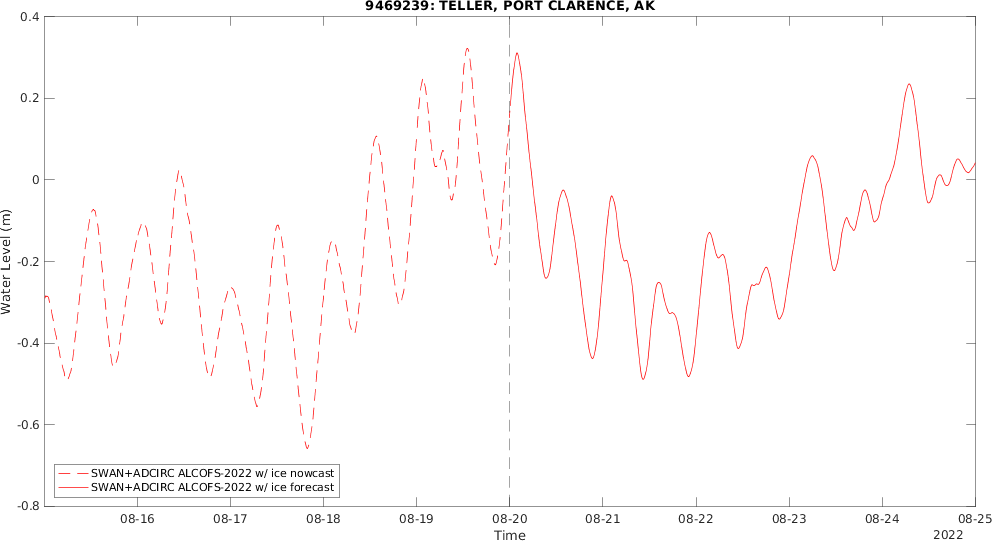 9469239: TELLER, PORT CLARENCE, AK
0.4
0.2
0
-0.2
-0.4
-0.6
-0.8
Water Level (m)
SWAN+ADCIRC ALCOFS-2022 w/ ice nowcast
SWAN+ADCIRC ALCOFS-2022 w/ ice forecast
08-16 08-17 08-18 08-19 08-20 08-21 08-22 08-23 08-24 08-25
Time
2022